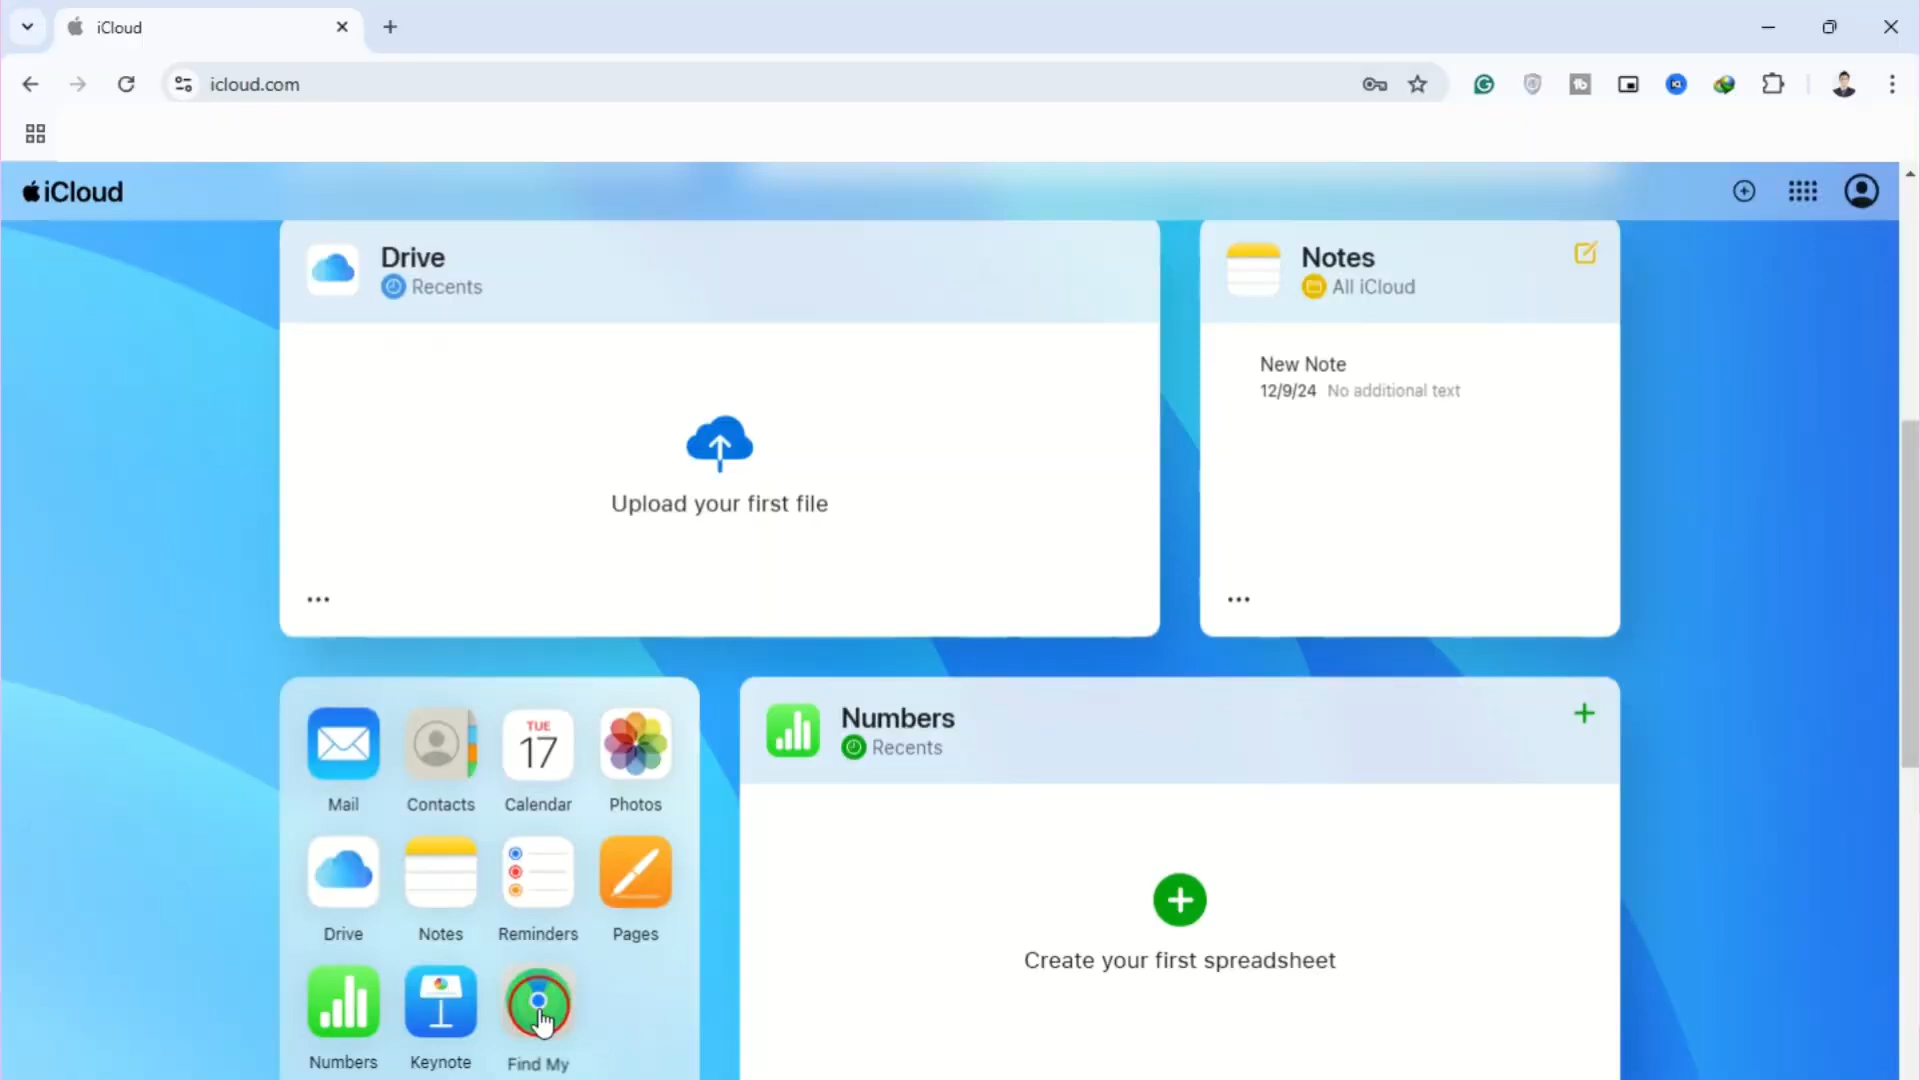 iCloud
icloud.com
iCloud
Drive
Recents
Notes
All iCloud
New Note
12/9/24 No additional text
Upload your first file
...
...
Mail
Contacts
TUE
17
Calendar
Photos
Drive
Notes
Reminders
Pages
Numbers
Keynote
Find My
Numbers
Recents
Create your first spreadsheet